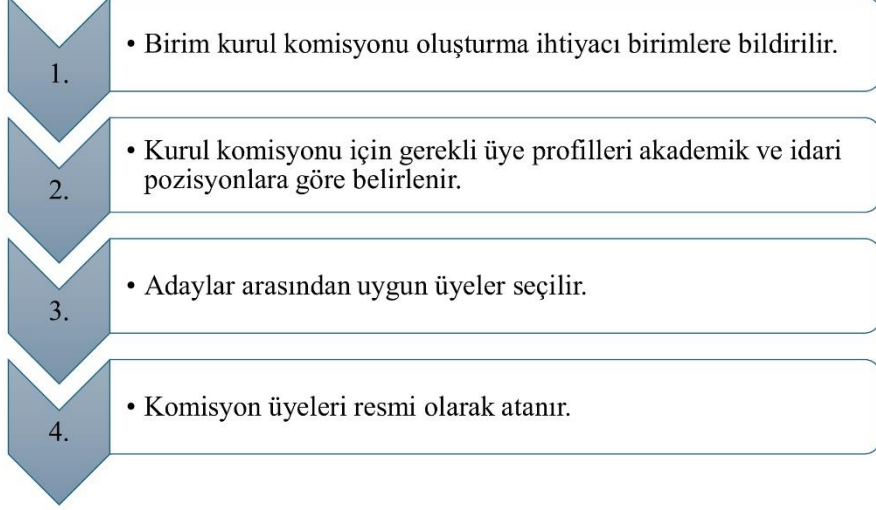 1.
• Birim kurul komisyonu oluşturma ihtiyacı birimlere bildirilir.
2.
• Kurul komisyonu için gerekli üye profilleri akademik ve idari
pozisyonlara göre belirlenir.
3.
• Adaylar arasından uygun üyeler seçilir.
4.
• Komisyon üyeleri resmi olarak atanır.